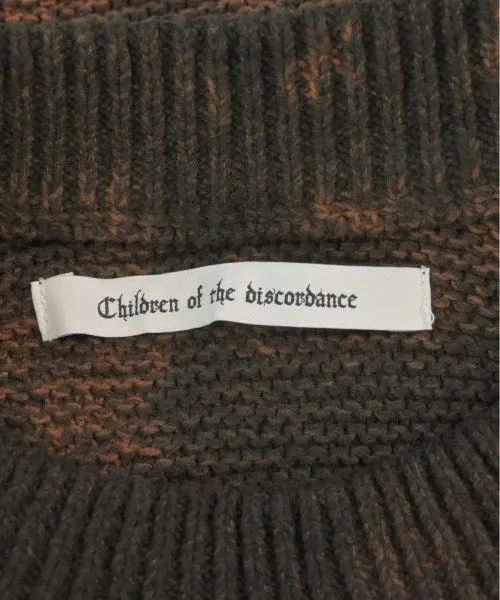 Children of the discordance